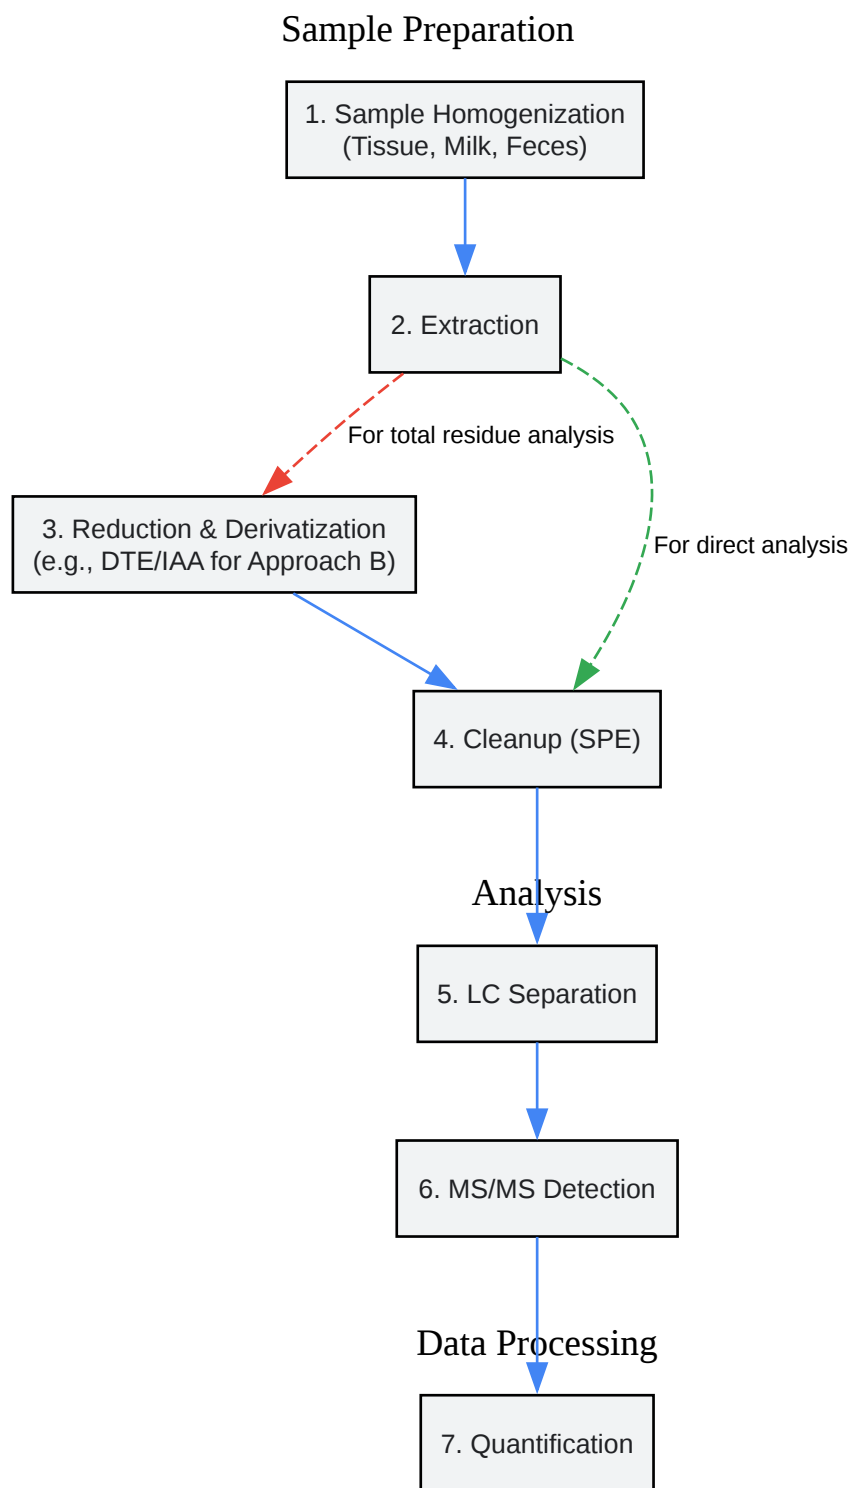 Sample Preparation
1. Sample Homogenization
(Tissue, Milk, Feces)
2. Extraction
For total residue analysis
3. Reduction & Derivatization
(e.g., DTE/IAA for Approach B)
For direct analysis
4. Cleanup (SPE)
Analysis
5. LC Separation
6. MS/MS Detection
Data Processing
7. Quantification